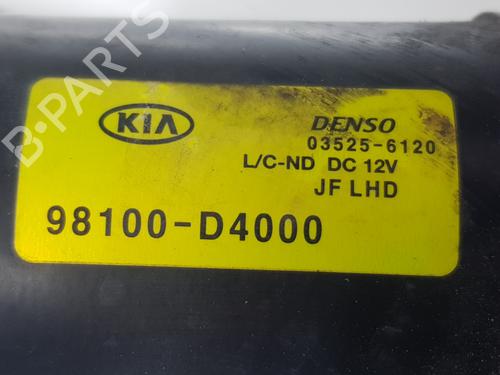 KIA
DENSO
03525-6120
L/C-ND DC 12V
JF LHD
98100-D4000
B-PARTS